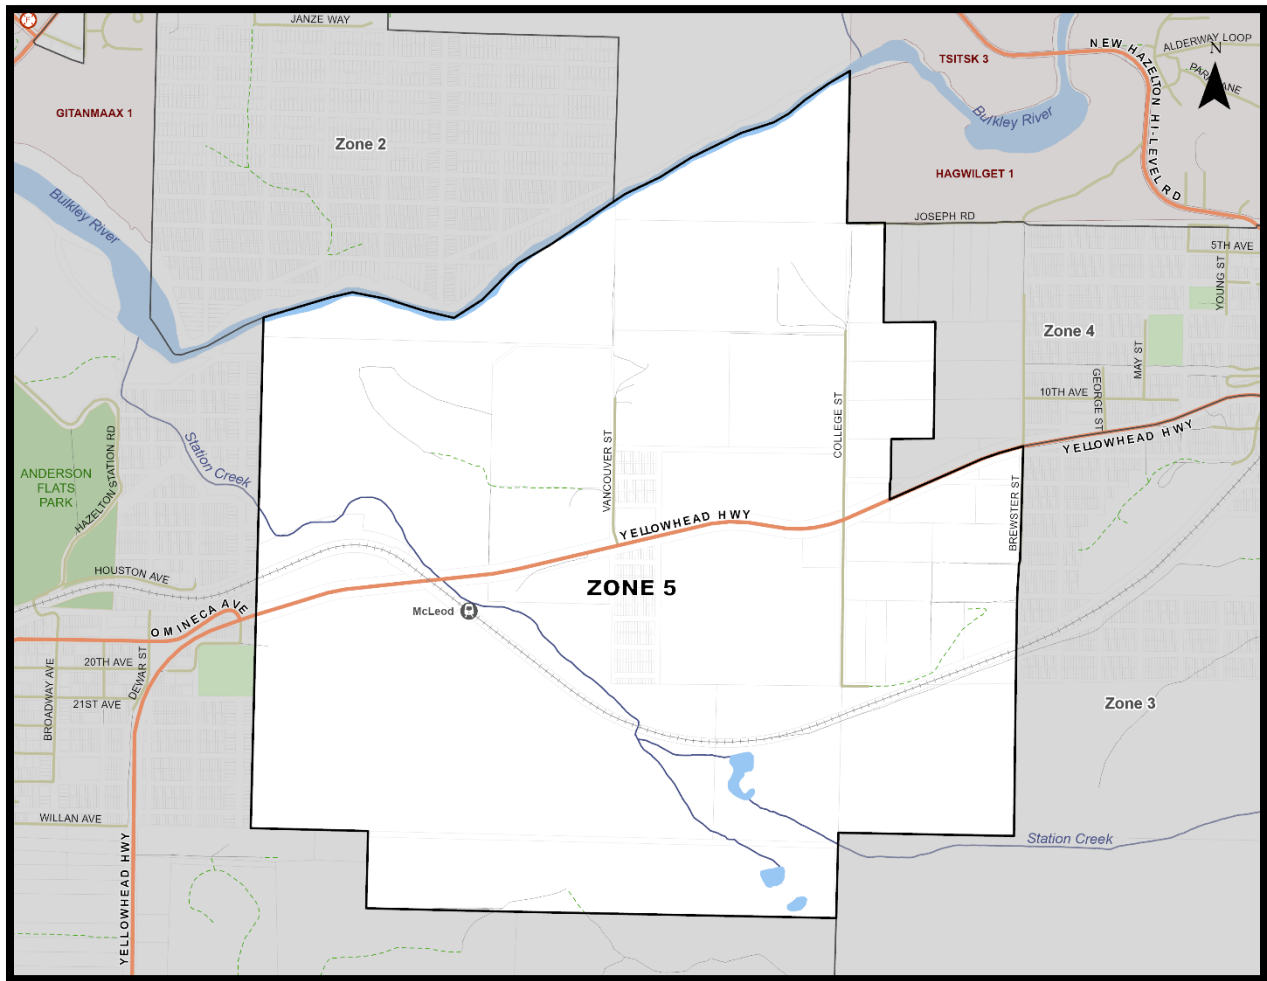 JANZE WAY
NEW HAZELTON HI-LEVEL RD
ALDERWAY LOOP
N
TSITSK 3
GITANMAAX 1
Bulkley River
Zone 2
HAGWILGET 1
Bulkley River
JOSEPH RD
5TH AVE
YOUNG ST
Zone 4
MAY ST
GEORGE ST
10TH AVE
COLLEGE ST
YELLOWHEAD HWY
VANCOUVER ST
Station Creek
ANDERSON
FLATS
PARK
HAZELTON STATION RD
BREWSTER ST
YELLOWHEAD HWY
HOUSTON AVE
ZONE 5
McLeod
OMINECA AVE
20TH AVE
DEWAR ST
BROADWAY AVE
21ST AVE
Zone 3
WILLAN AVE
Station Creek
YELLOWHEAD HWY